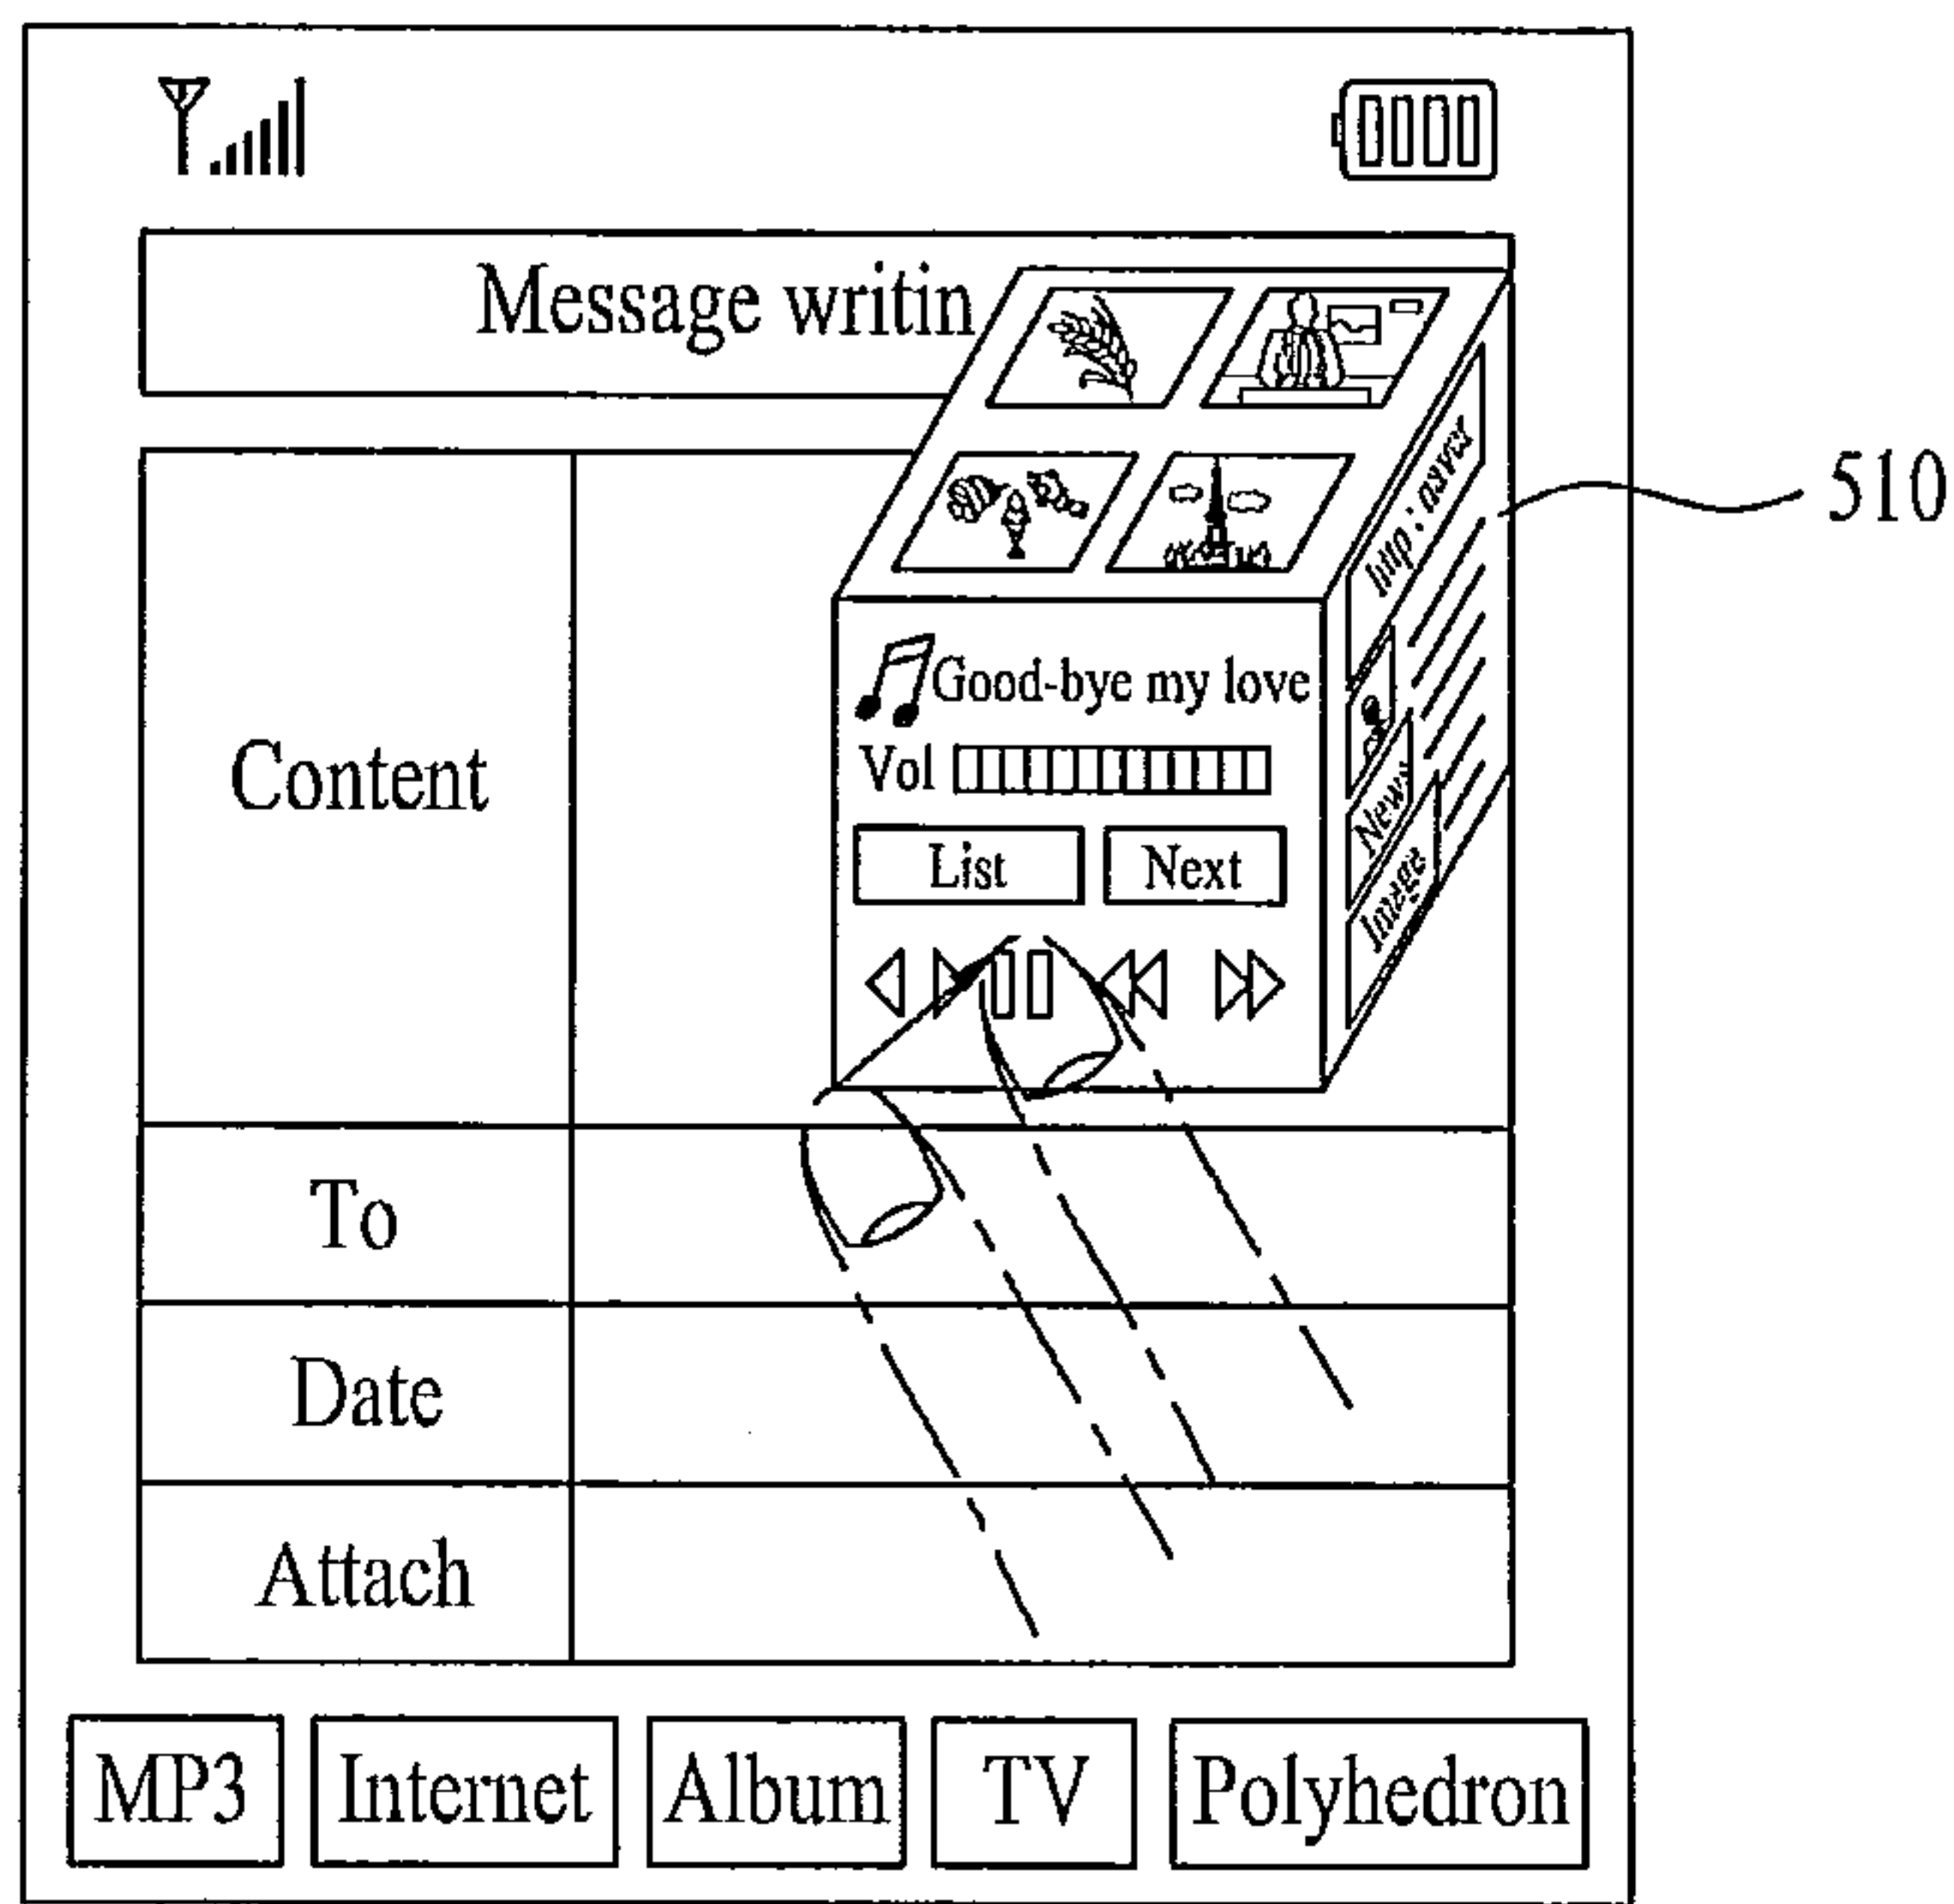 Message writin
http:naver
510
Good-bye my love
Vol
Content
List Next
News
Image
To
Date
Attach
MP3 Internet Album TV Polyhedron